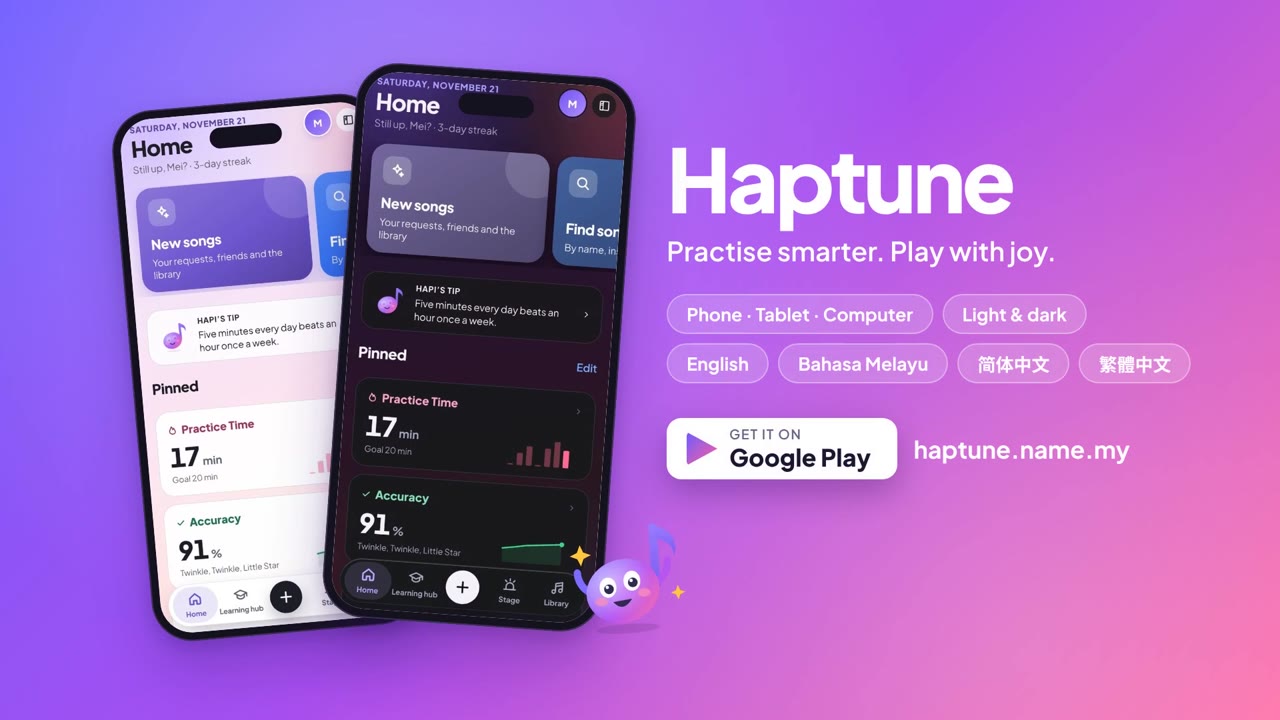 SATURDAY, NOVEMBER 21
Home
Still up, Mei? · 3-day streak
M
New songs
Your requests, friends and the
library
Fin
By
HAPI'S TIP
Five minutes every day beats an
hour once a week.
Pinned
Practice Time
17 min
Goal 20 min
Accuracy
91 %
Twinkle, Twinkle, Little Star
Home
Learning hub
Sta
SATURDAY, NOVEMBER 21
Home
Still up, Mei? · 3-day streak
M
New songs
Your requests, friends and the
library
Find son
By name, in
HAPI'S TIP
Five minutes every day beats an
hour once a week.
Pinned
Edit
Practice Time
17 min
Goal 20 min
Accuracy
91 %
Twinkle, Twinkle, Little Star
Home
Learning hub
Stage
Library
Haptune
Practise smarter. Play with joy.
Phone · Tablet · Computer
Light & dark
English
Bahasa Melayu
简体中文
繁體中文
GET IT ON
Google Play
haptune.name.my